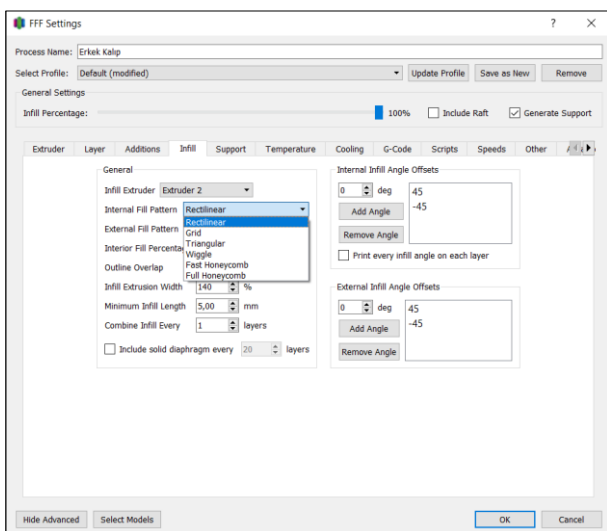 FFF Settings
?
Process Name: Erkek Kalıp
Select Profile: Default (modified) Update Profile Save as New Remove
General Settings
Infill Percentage: 100% Include Raft Generate Support
Extruder Layer Additions Infill Support Temperature Cooling G-Code Scripts Speeds Other
General
Infill Extruder Extruder 2
Internal Fill Pattern Rectilinear
Rectilinear
Grid
Triangular
Wiggle
Fast Honeycomb
Full Honeycomb
External Fill Pattern
Interior Fill Percenta
Outline Overlap
Infill Extrusion Width 140 %
Minimum Infill Length 5,00 mm
Combine Infill Every 1 layers
Include solid diaphragm every 20 layers
Internal Infill Angle Offsets
0 deg
Add Angle
Remove Angle
45
-45
Print every infill angle on each layer
External Infill Angle Offsets
0 deg
Add Angle
Remove Angle
45
-45
Hide Advanced Select Models OK Cancel